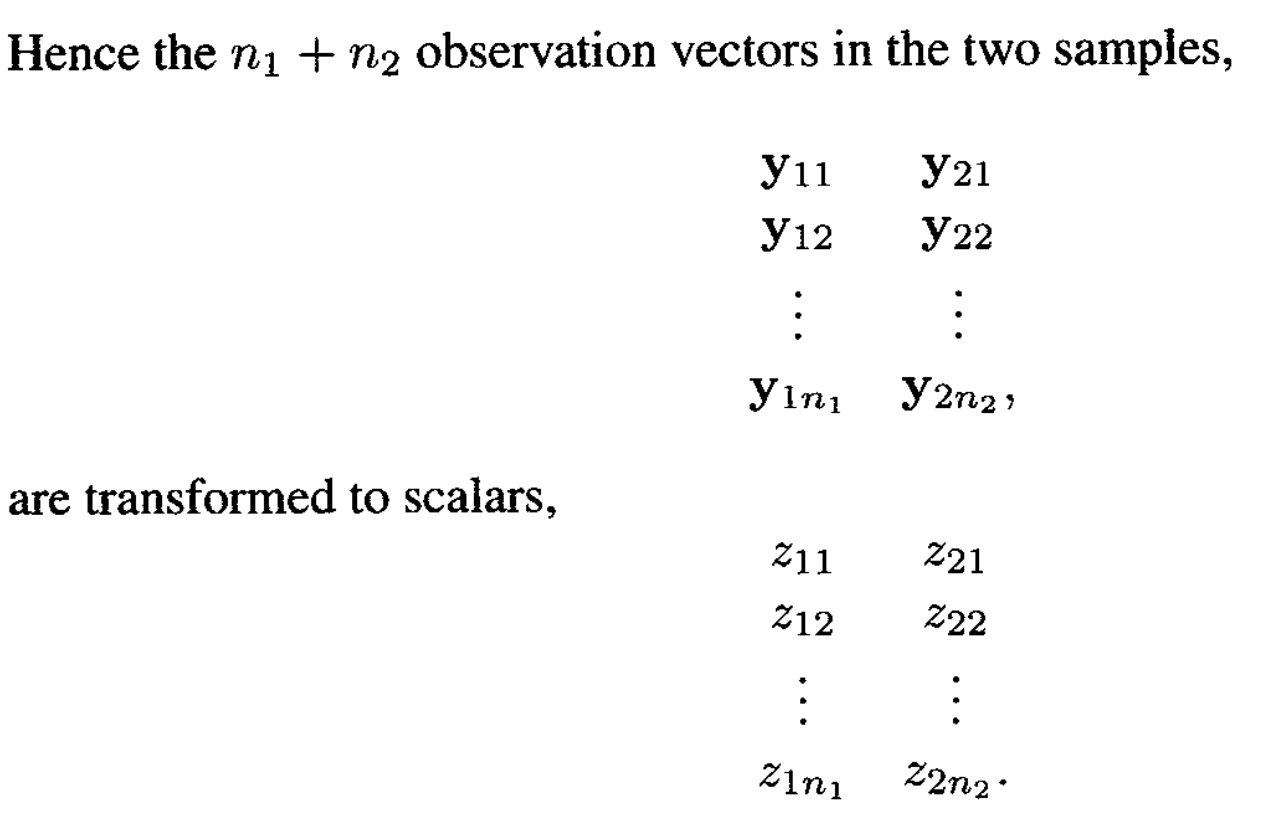 Hence the n₁ + n₂ observation vectors in the two samples,
y₁₁ y₂₁
y₁₂ y₂₂
⋮ ⋮
y₁ₙ₁ y₂ₙ₂,
are transformed to scalars,
z₁₁ z₂₁
z₁₂ z₂₂
⋮ ⋮
z₁ₙ₁ z₂ₙ₂.